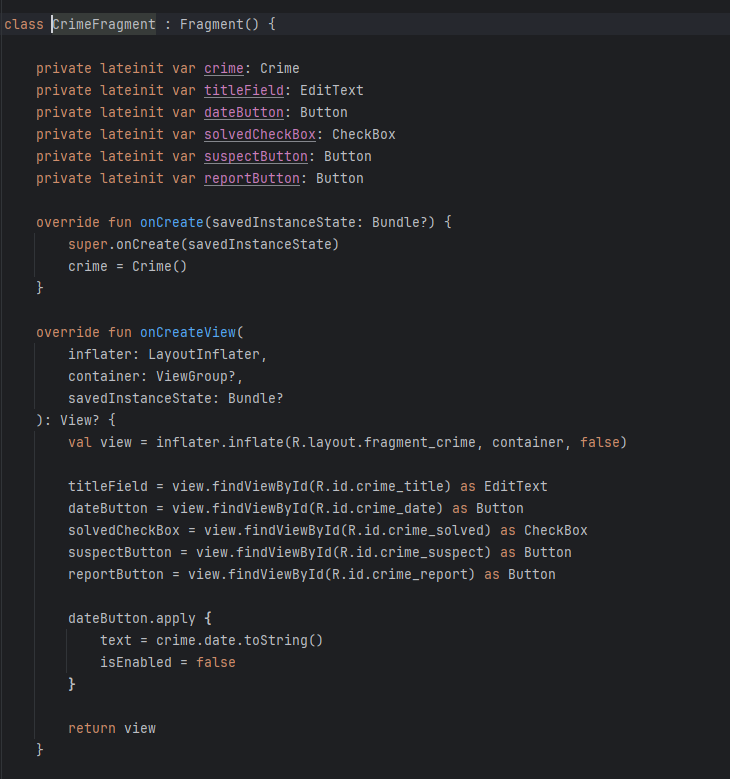 class CrimeFragment : Fragment() {
private lateinit var crime: Crime
private lateinit var titleField: EditText
private lateinit var dateButton: Button
private lateinit var solvedCheckBox: CheckBox
private lateinit var suspectButton: Button
private lateinit var reportButton: Button
override fun onCreate(savedInstanceState: Bundle?) {
super.onCreate(savedInstanceState)
crime = Crime()
}
override fun onCreateView(
inflater: LayoutInflater,
container: ViewGroup?,
savedInstanceState: Bundle?
): View? {
val view = inflater.inflate(R.layout.fragment_crime, container, false)
titleField = view.findViewById(R.id.crime_title) as EditText
dateButton = view.findViewById(R.id.crime_date) as Button
solvedCheckBox = view.findViewById(R.id.crime_solved) as CheckBox
suspectButton = view.findViewById(R.id.crime_suspect) as Button
reportButton = view.findViewById(R.id.crime_report) as Button
dateButton.apply {
text = crime.date.toString()
isEnabled = false
}
return view
}